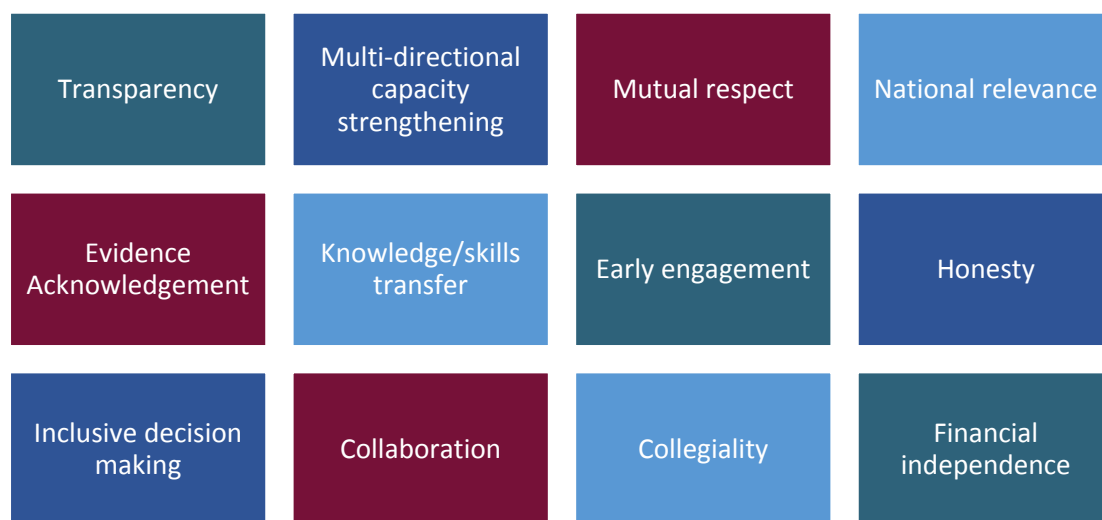 Transparency
Multi-directional
capacity
strengthening
Mutual respect
National relevance
Evidence
Acknowledgement
Knowledge/skills
transfer
Early engagement
Honesty
Inclusive decision
making
Collaboration
Collegiality
Financial
independence